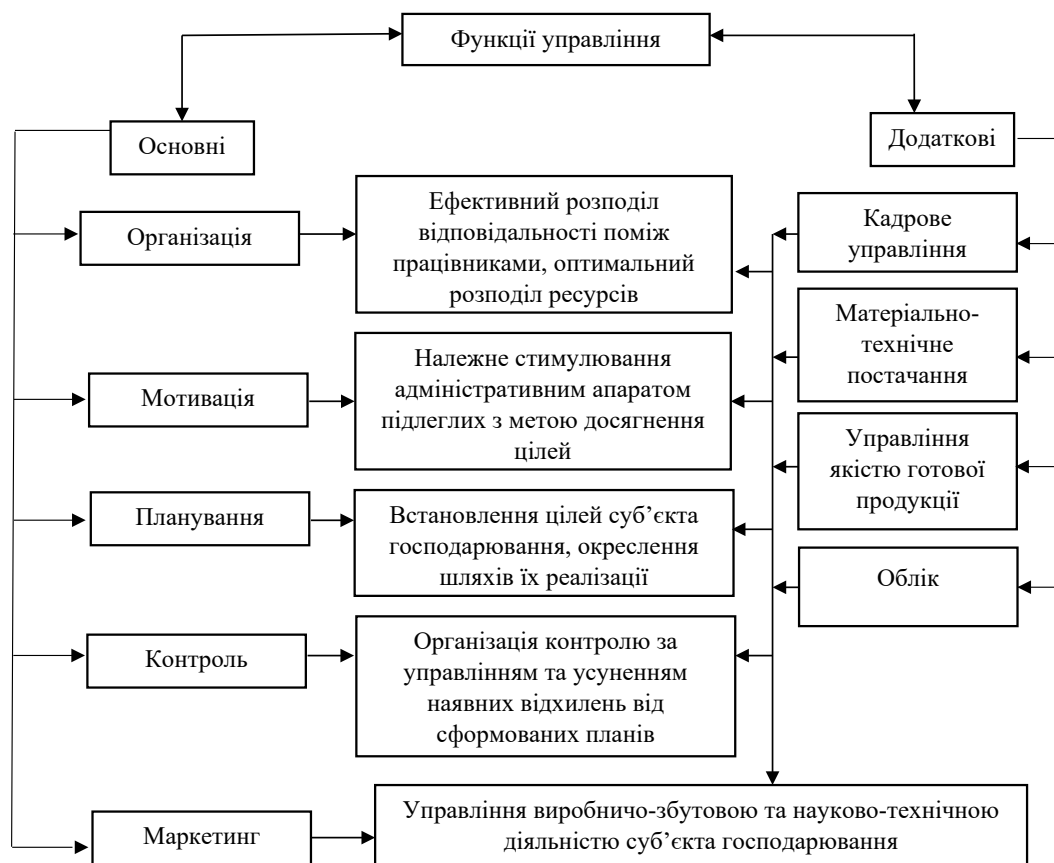 Функції управління
Основні
Додаткові
Організація
Ефективний розподіл
відповідальності поміж
працівниками, оптимальний
розподіл ресурсів
Кадрове
управління
Матеріально-
технічне
постачання
Мотивація
Належне стимулювання
адміністративним апаратом
підлеглих з метою досягнення
цілей
Управління
якістю готової
продукції
Планування
Встановлення цілей суб’єкта
господарювання, окреслення
шляхів їх реалізації
Облік
Контроль
Організація контролю за
управлінням та усуненням
наявних відхилень від
сформованих планів
Маркетинг
Управління виробничо-збутовою та науково-технічною
діяльністю суб’єкта господарювання